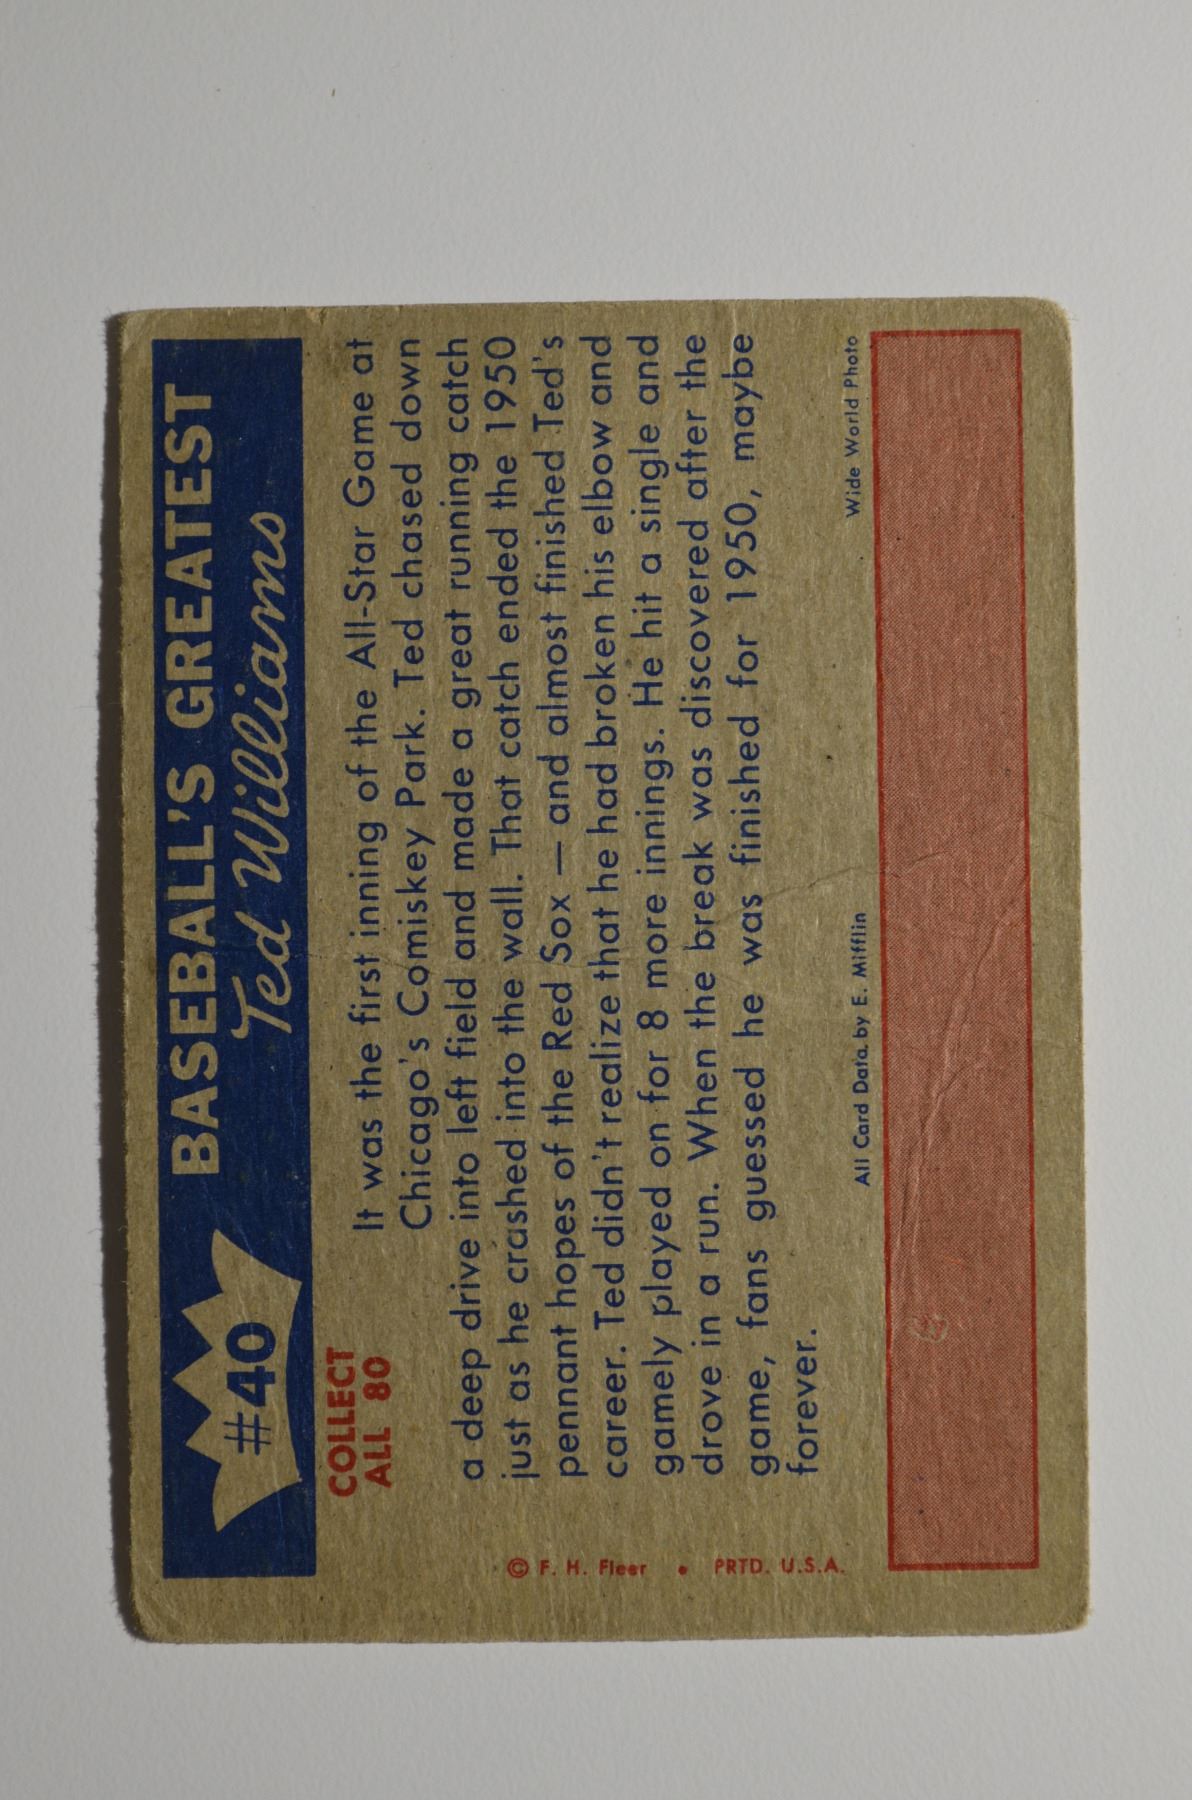 #40
BASEBALL'S GREATEST
Ted Williams
COLLECT
ALL 80
It was the first inning of the All-Star Game at
Chicago's Comiskey Park. Ted chased down
a deep drive into left field and made a great running catch
just as he crashed into the wall. That catch ended the 1950
pennant hopes of the Red Sox — and almost finished Ted's
career. Ted didn't realize that he had broken his elbow and
gamely played on for 8 more innings. He hit a single and
drove in a run. When the break was discovered after the
game, fans guessed he was finished for 1950, maybe
forever.
© F. H. Fleer • PRTD. U.S.A.
All Card Data by E. Mifflin
Wide World Photo